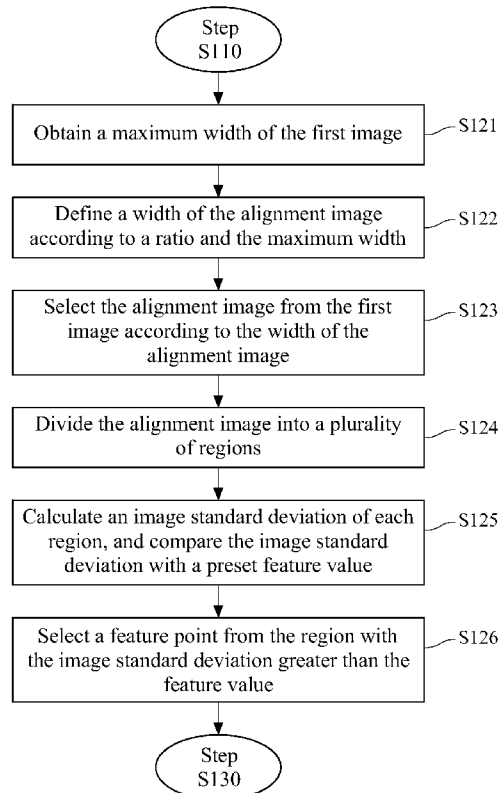 Step
S110
Obtain a maximum width of the first image
S121
Define a width of the alignment image
according to a ratio and the maximum width
S122
Select the alignment image from the first
image according to the width of the
alignment image
S123
Divide the alignment image into a plurality
of regions
S124
Calculate an image standard deviation of each
region, and compare the image standard
deviation with a preset feature value
S125
Select a feature point from the region with
the image standard deviation greater than the
feature value
S126
Step
S130